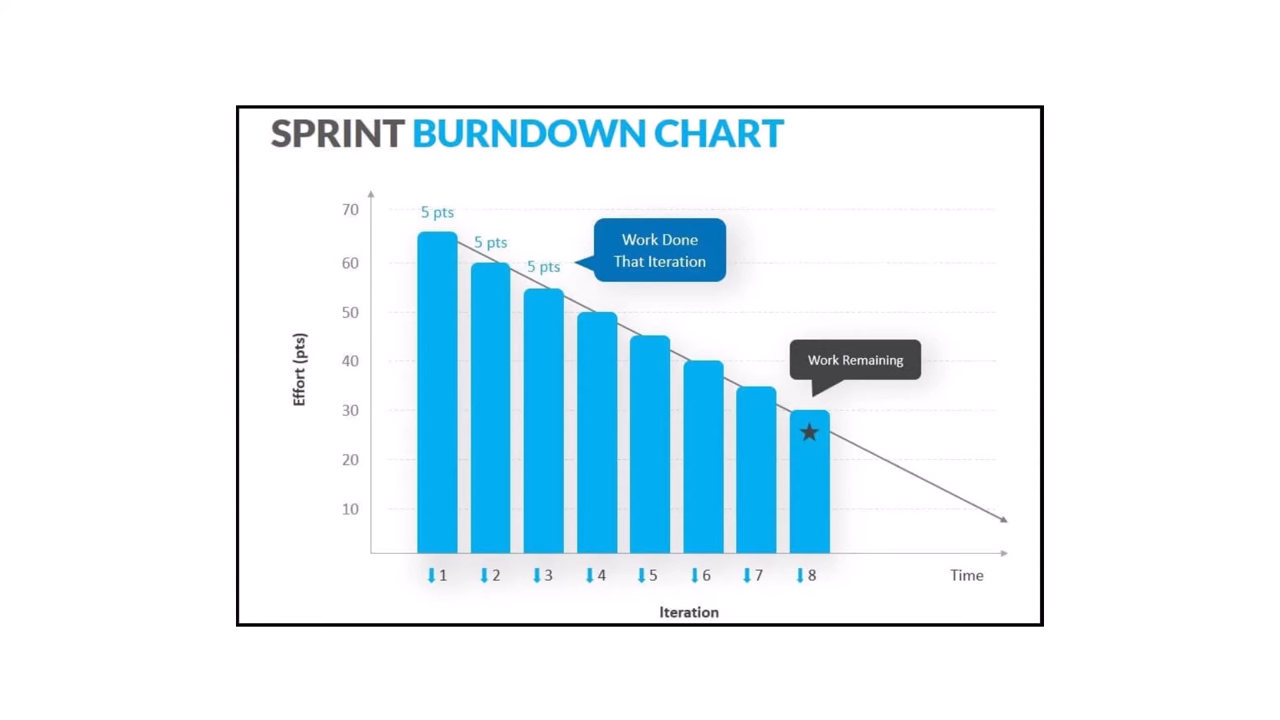 SPRINT BURNDOWN CHART
70
60
50
40
30
20
10
Effort (pts)
5 pts
5 pts
5 pts
Work Done
That Iteration
Work Remaining
1
2
3
4
5
6
7
8
Time
Iteration